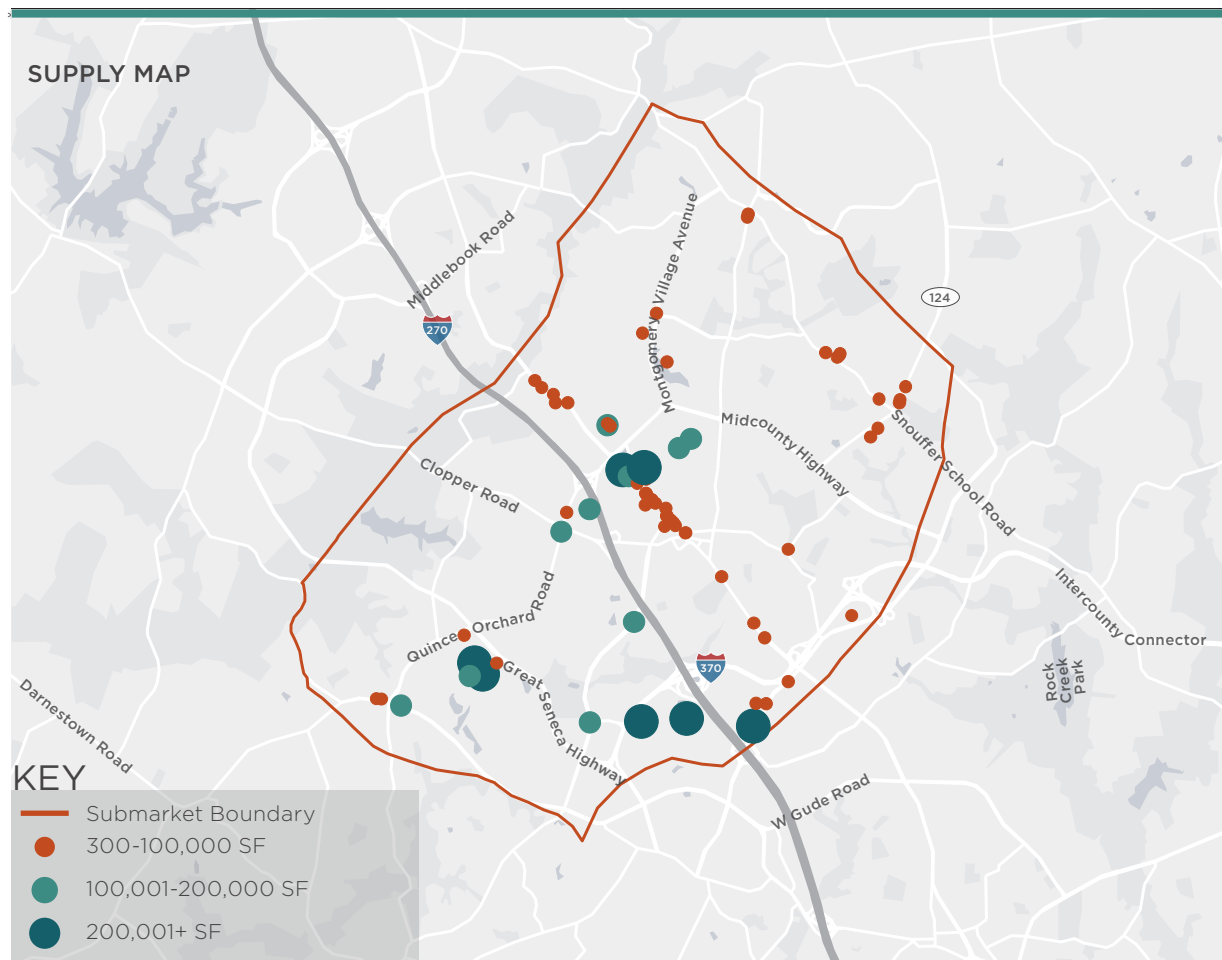 SUPPLY MAP
Middlebook Road
Montgomery Village Avenue
124
270
Midcounty Highway
Snouffer School Road
Clopper Road
Intercounty
Connector
Quince Orchard Road
370
Great Seneca Highway
Rock
Creek
Park
Darnestown Road
W Gude Road
KEY
Submarket Boundary
300-100,000 SF
100,001-200,000 SF
200,001+ SF